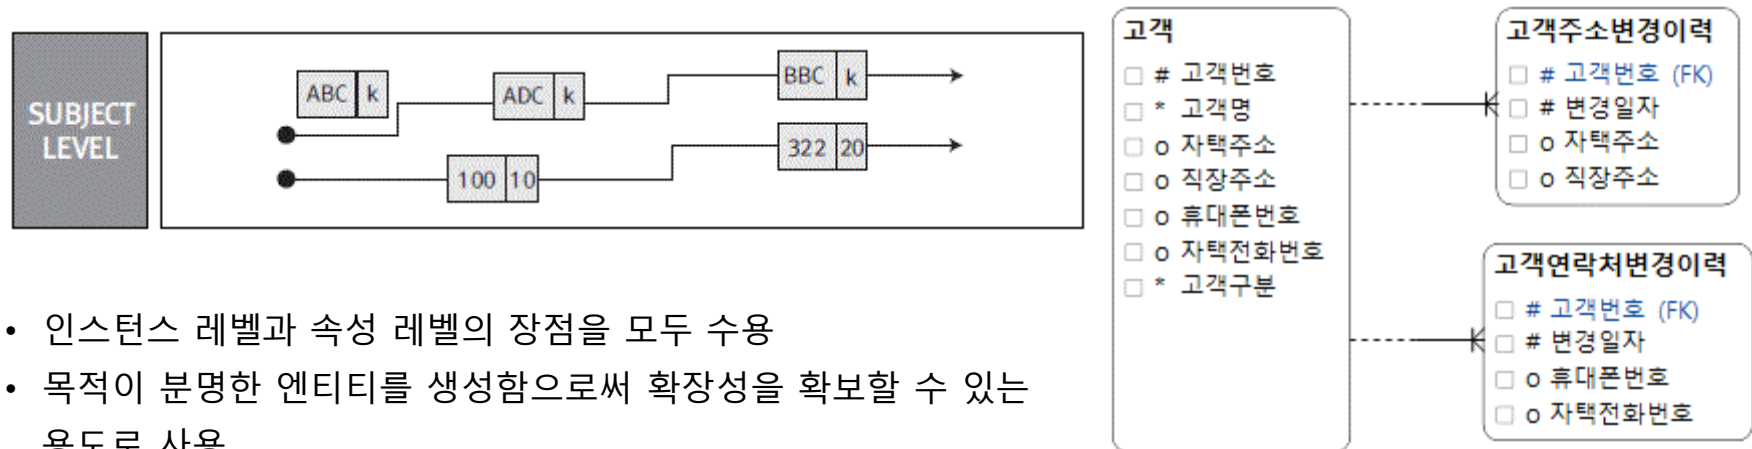 SUBJECT
LEVEL
ABC k
ADC k
BBC k
100 10
322 20
• 인스턴스 레벨과 속성 레벨의 장점을 모두 수용
• 목적이 분명한 엔티티를 생성함으로써 확장성을 확보할 수 있는
용도로 사용
고객
# 고객번호
* 고객명
o 자택주소
o 직장주소
o 휴대폰번호
o 자택전화번호
* 고객구분
고객주소변경이력
# 고객번호 (FK)
# 변경일자
o 자택주소
o 직장주소
고객연락처변경이력
# 고객번호 (FK)
# 변경일자
o 휴대폰번호
o 자택전화번호